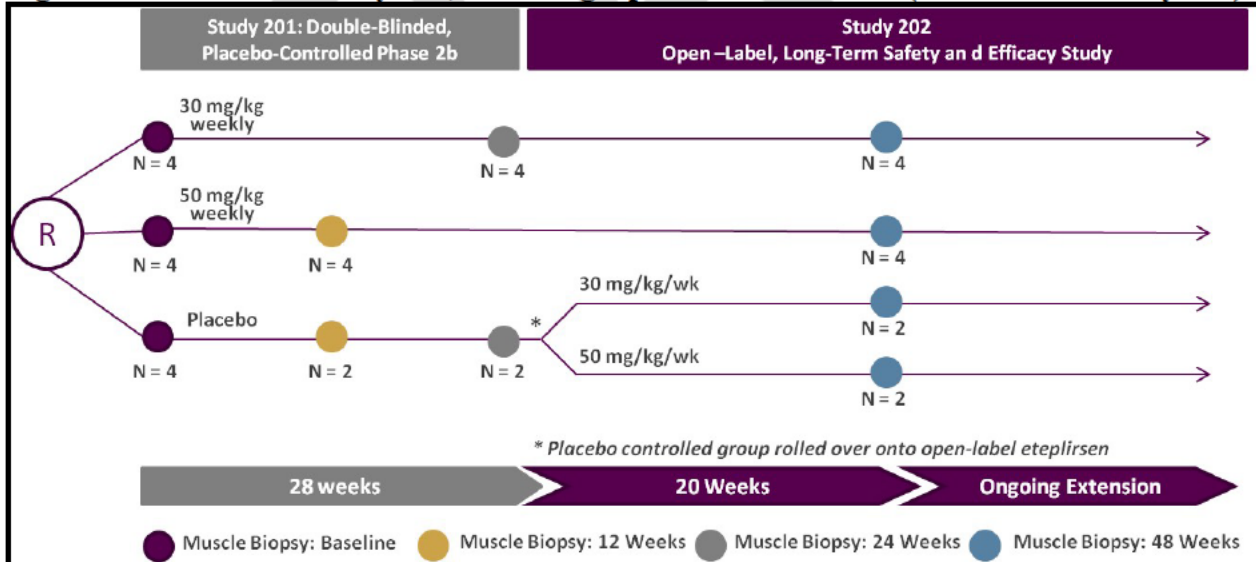 Study 201: Double-Blinded,
Placebo-Controlled Phase 2b
Study 202
Open –Label, Long-Term Safety an d Efficacy Study
30 mg/kg
weekly
N = 4
N = 4
N = 4
50 mg/kg
weekly
R
N = 4
N = 4
N = 4
30 mg/kg/wk
Placebo
*
N = 2
50 mg/kg/wk
N = 4
N = 2
N = 2
N = 2
* Placebo controlled group rolled over onto open-label eteplirsen
28 weeks
20 Weeks
Ongoing Extension
Muscle Biopsy: Baseline
Muscle Biopsy: 12 Weeks
Muscle Biopsy: 24 Weeks
Muscle Biopsy: 48 Weeks